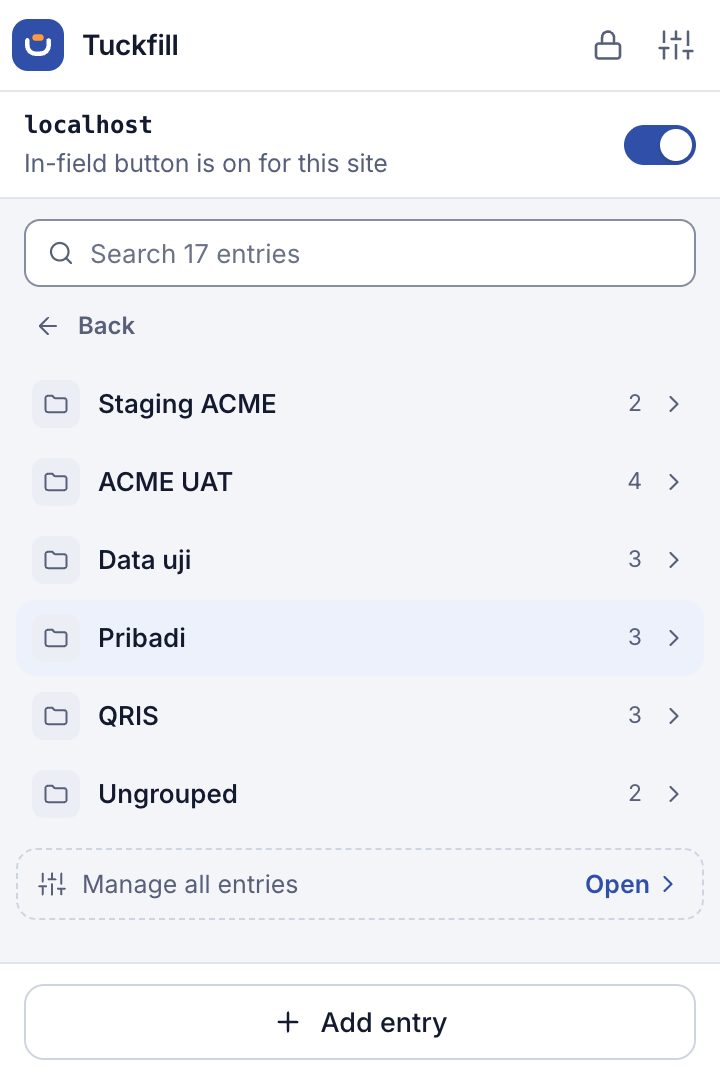 Tuckfill
localhost
In-field button is on for this site
Search 17 entries
Back
Staging ACME 2
ACME UAT 4
Data uji 3
Pribadi 3
QRIS 3
Ungrouped 2
Manage all entries Open
Add entry